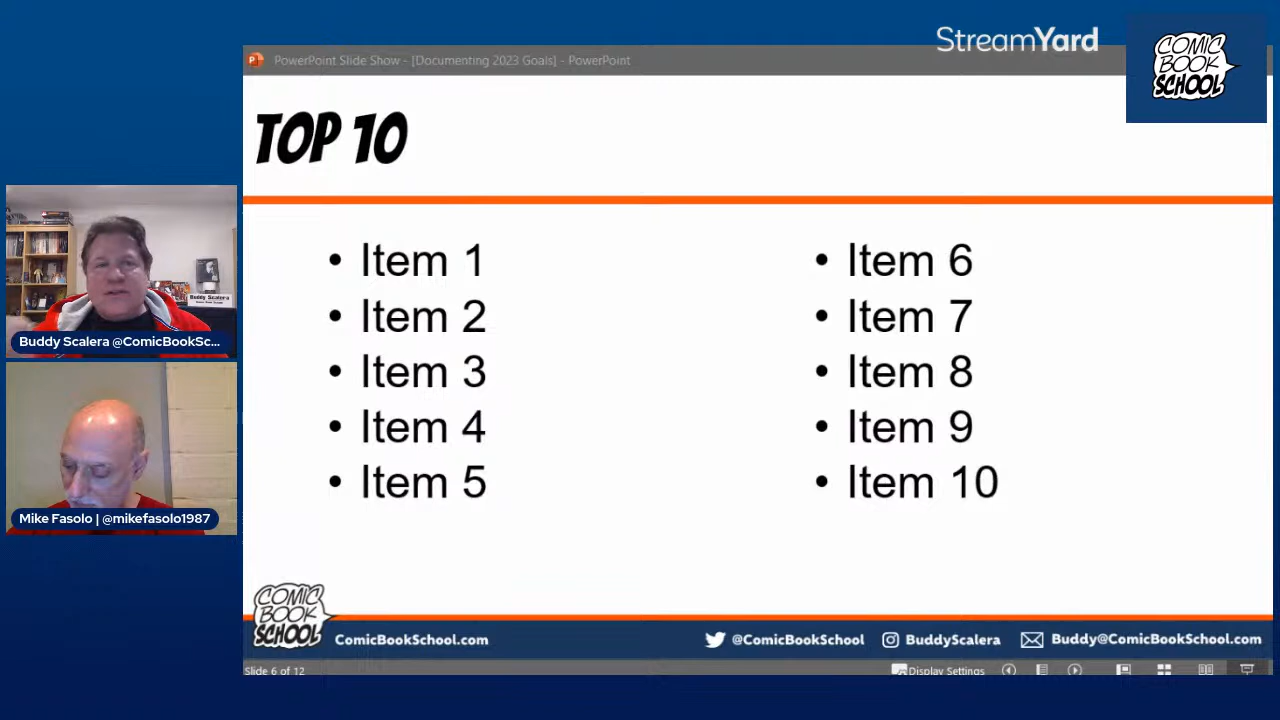 StreamYard
COMIC
BOOK
SCHOOL
PowerPoint Slide Show - [Documenting 2023 Goals] - PowerPoint
TOP 10
• Item 1
• Item 2
• Item 3
• Item 4
• Item 5
• Item 6
• Item 7
• Item 8
• Item 9
• Item 10
Buddy Scalera
Buddy Scalera @ComicBookSc...
Mike Fasolo | @mikefasolo1987
COMIC
BOOK
SCHOOL
ComicBookSchool.com
@ComicBookSchool
BuddyScalera
Buddy@ComicBookSchool.com
Slide 6 of 12
Display Settings